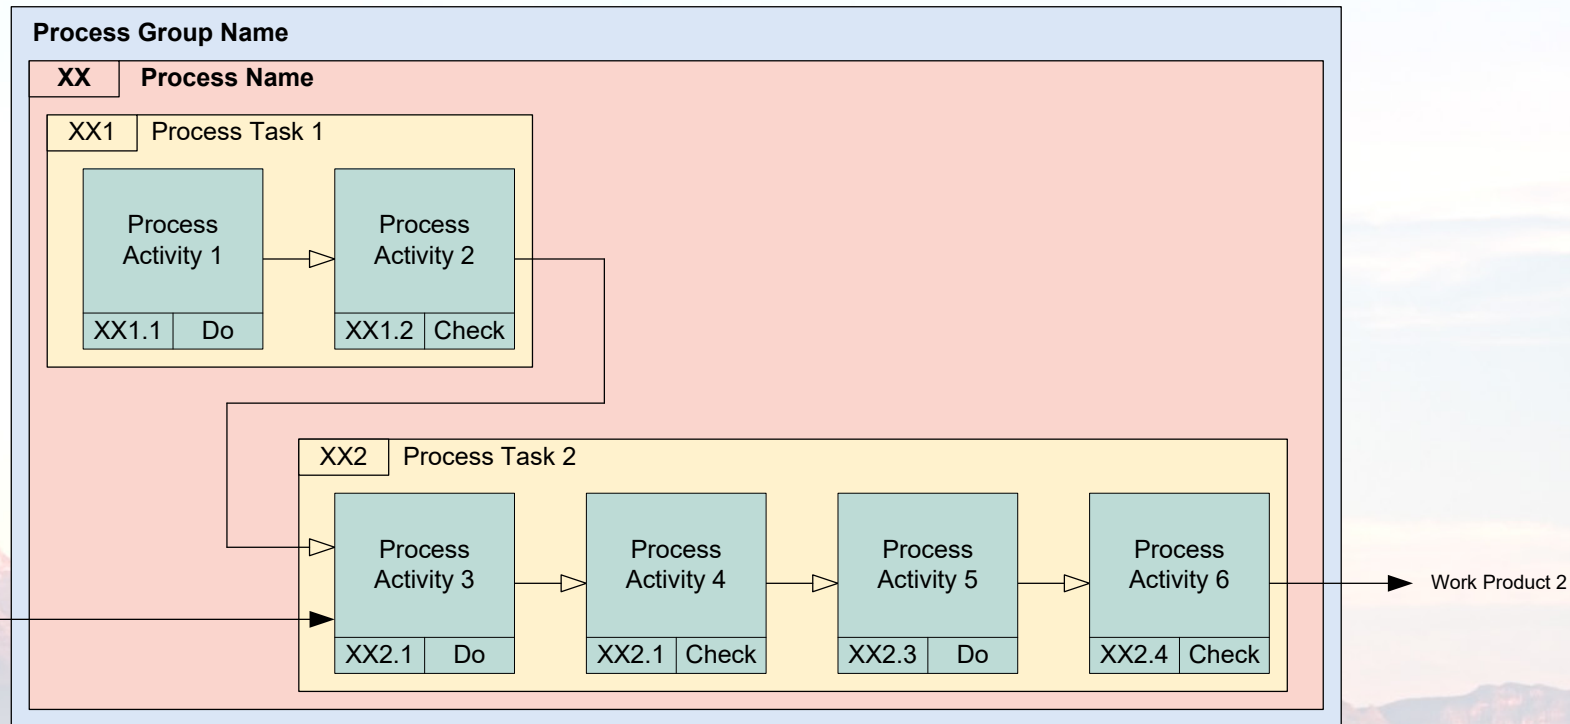 Process Group Name
XX Process Name
XX1 Process Task 1
Process
Activity 1
XX1.1 Do
Process
Activity 2
XX1.2 Check
XX2 Process Task 2
Process
Activity 3
XX2.1 Do
Process
Activity 4
XX2.1 Check
Process
Activity 5
XX2.3 Do
Process
Activity 6
XX2.4 Check
Work Product 2